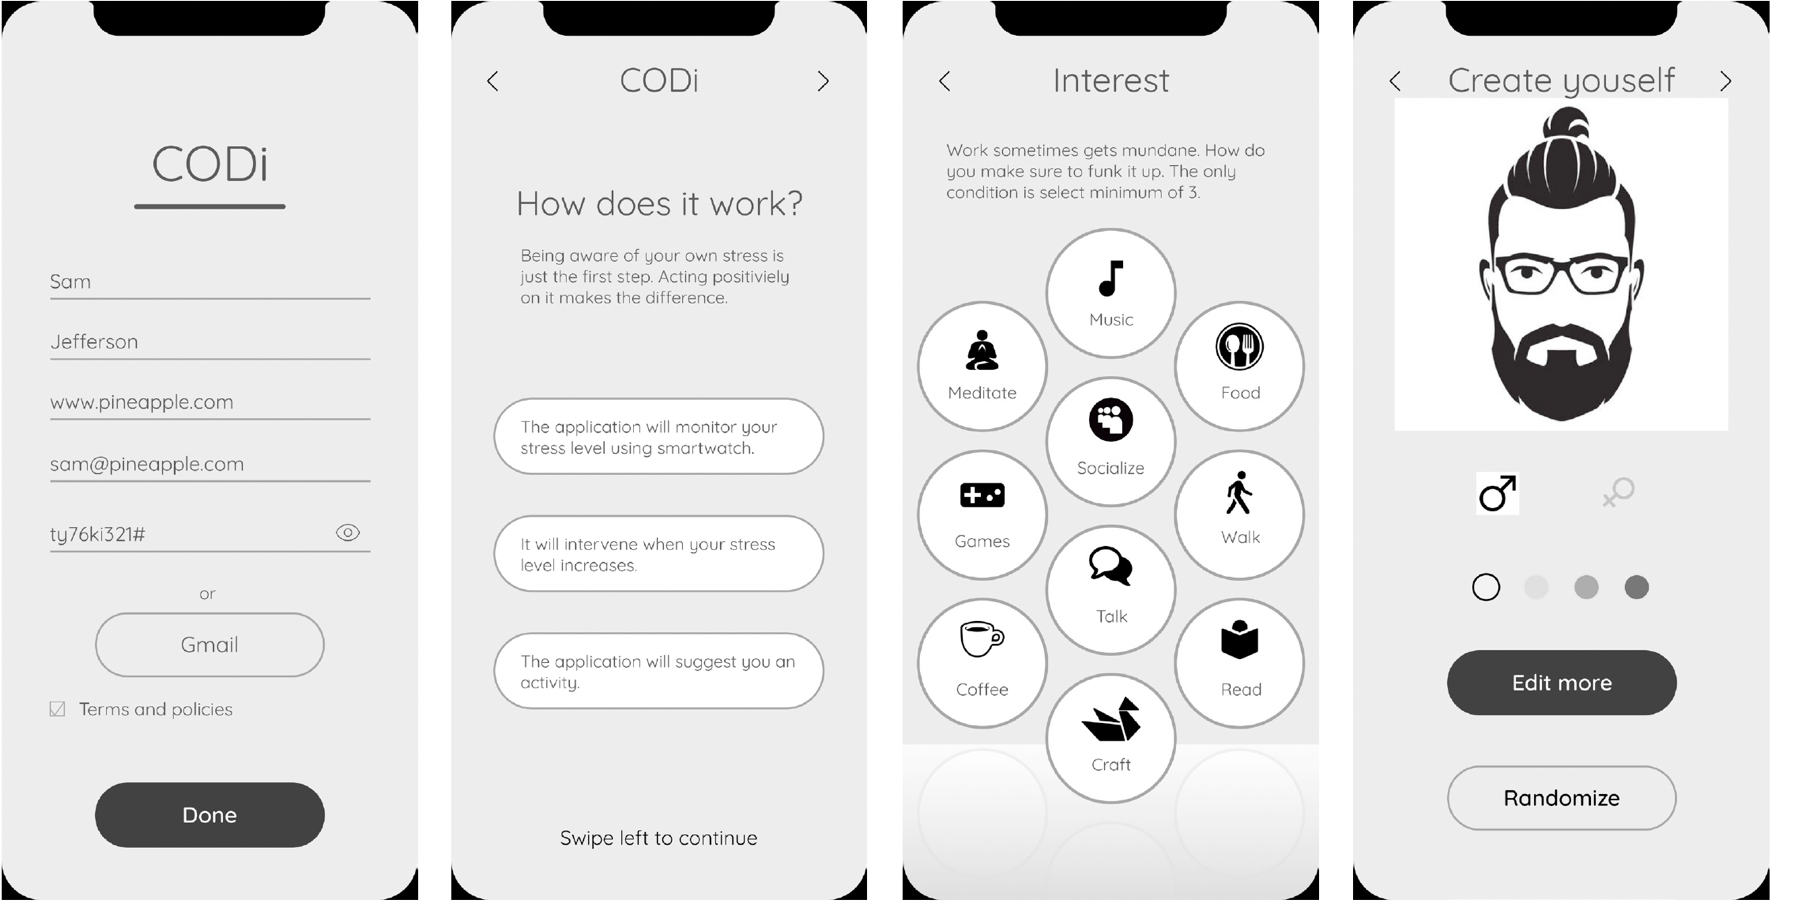 CODi
Sam
Jefferson
www.pineapple.com
sam@pineapple.com
ty76ki321#
or
Gmail
Terms and policies
Done
CODi
How does it work?
Being aware of your own stress is
just the first step. Acting positiviely
on it makes the difference.
The application will monitor your
stress level using smartwatch.
It will intervene when your stress
level increases.
The application will suggest you an
activity.
Swipe left to continue
Interest
Work sometimes gets mundane. How do
you make sure to funk it up. The only
condition is select minimum of 3.
Music
Meditate
Food
Socialize
Games
Walk
Talk
Coffee
Read
Craft
Create youself
Edit more
Randomize